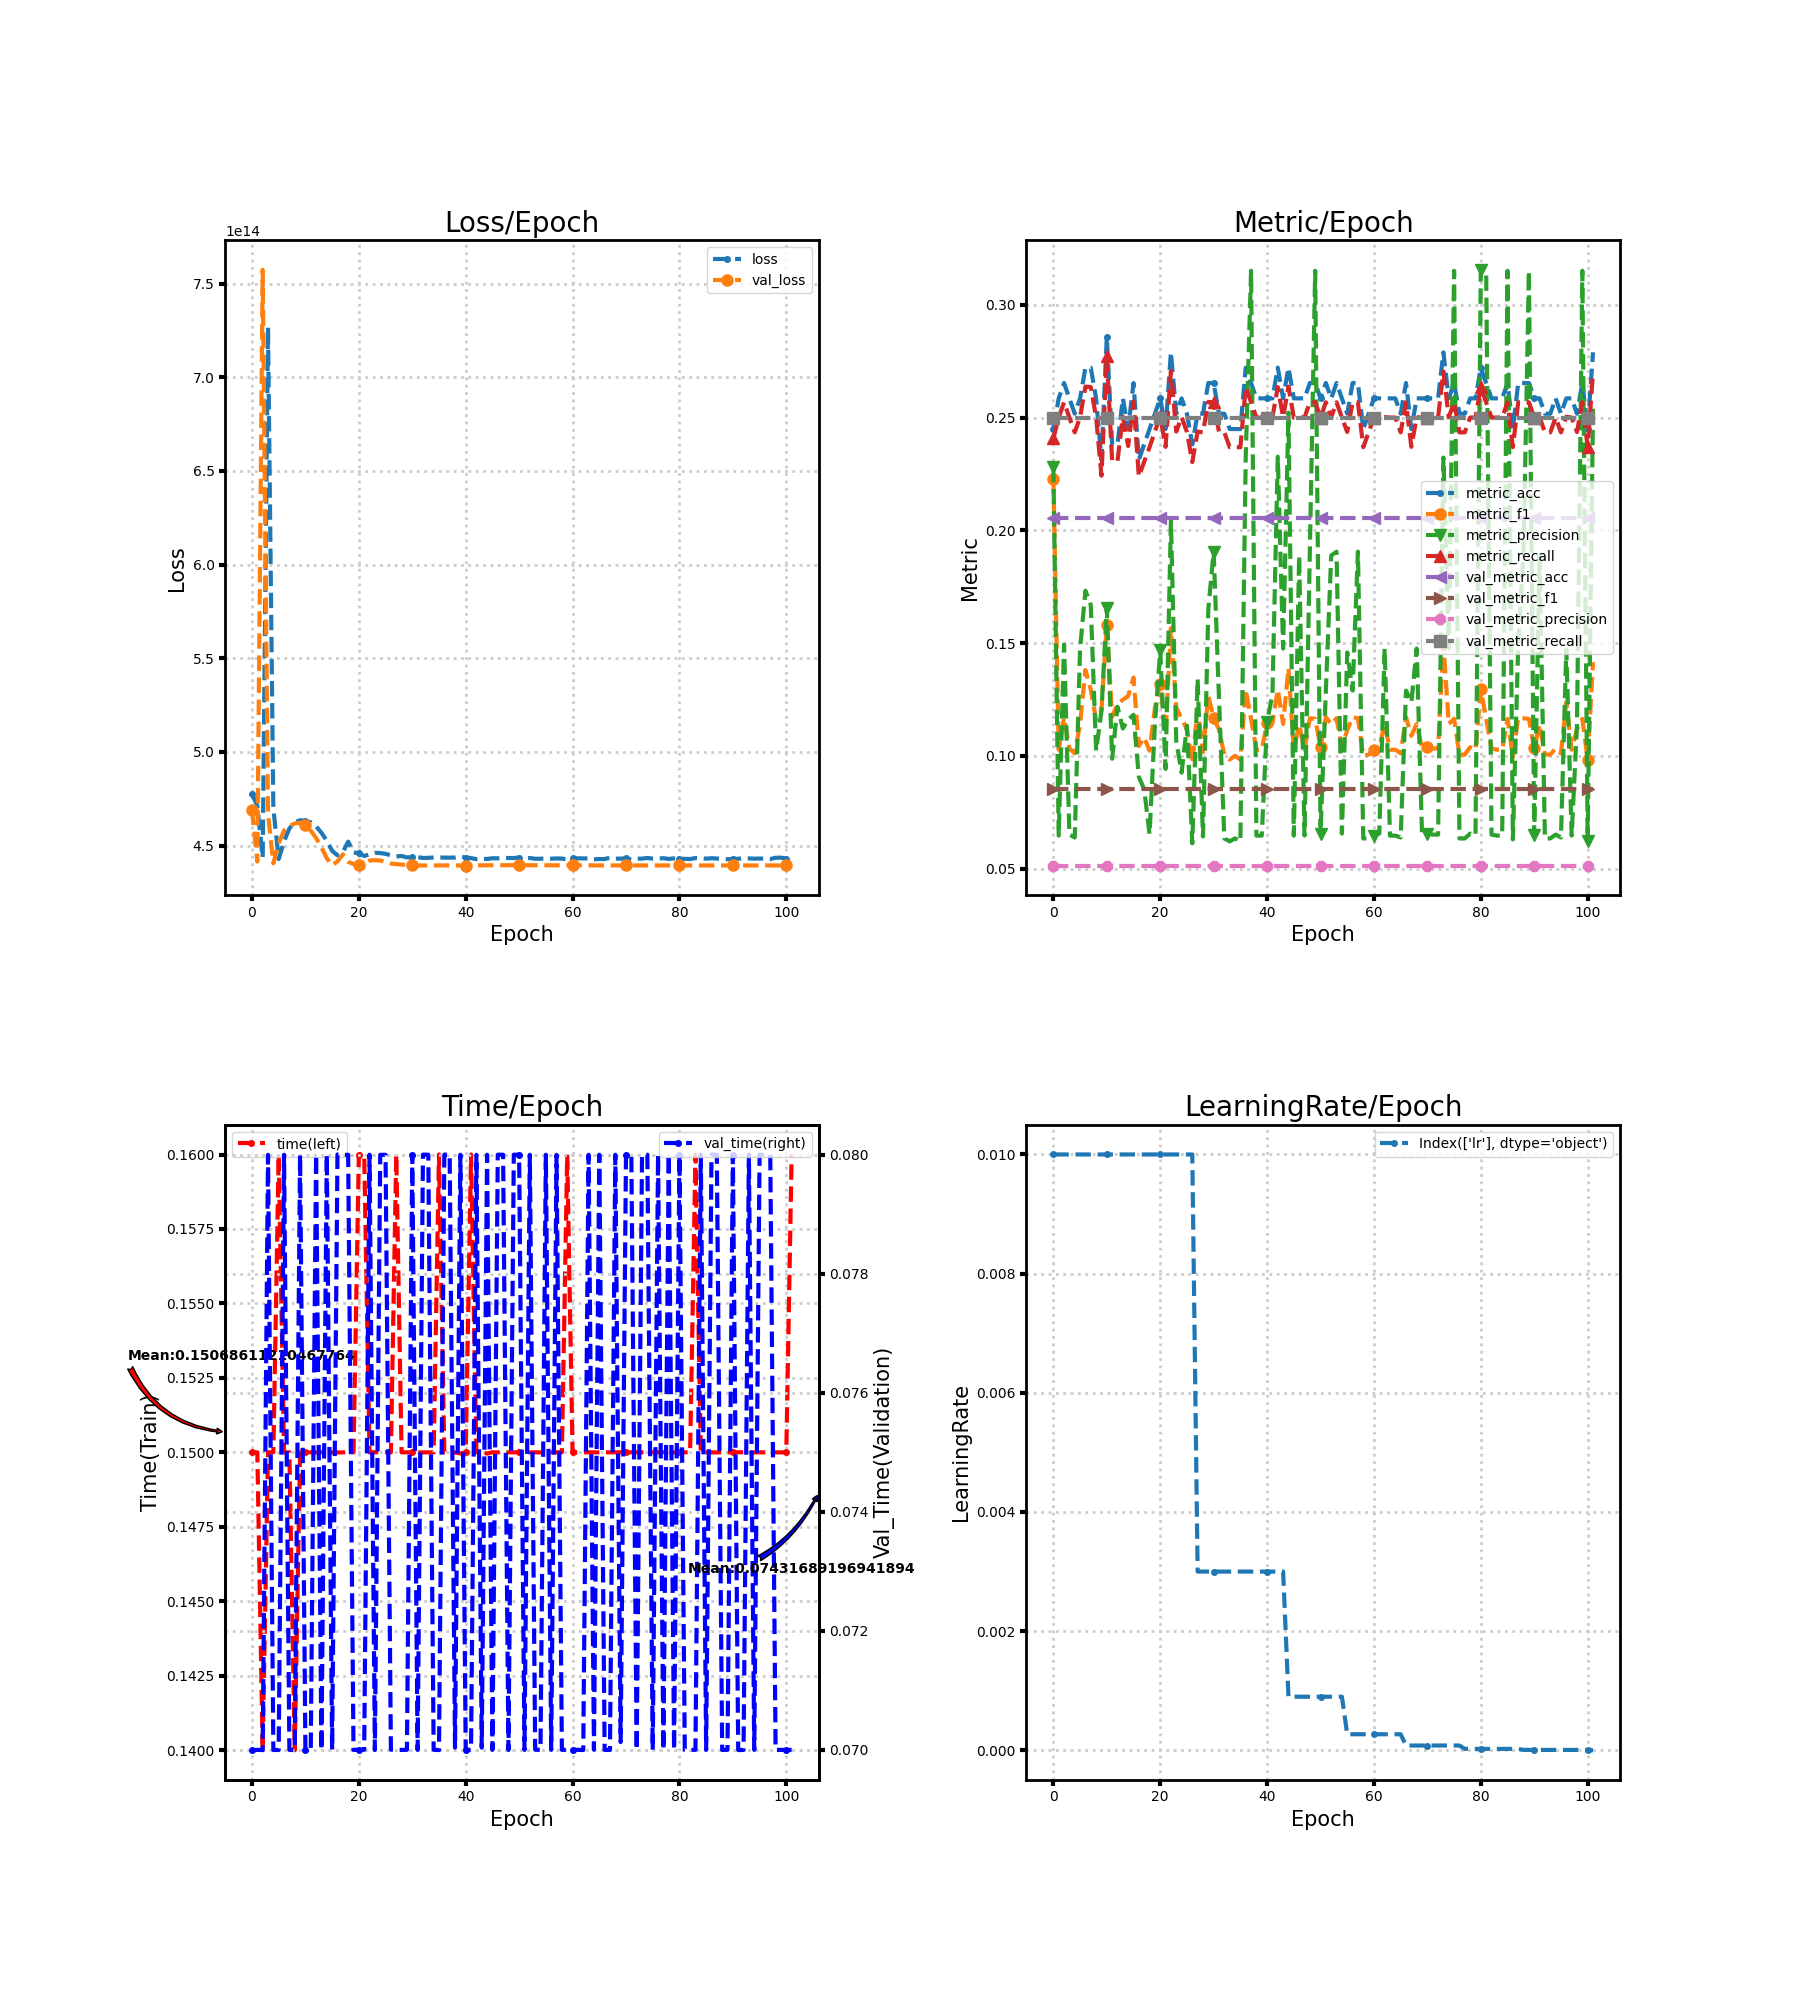 Loss/Epoch
1e14
7.5
7.0
6.5
6.0
5.5
5.0
4.5
Loss
loss
val_loss
0 20 40 60 80 100
Epoch
Metric/Epoch
0.30
0.25
0.20
0.15
0.10
0.05
Metric
metric_acc
metric_f1
metric_precision
metric_recall
val_metric_acc
val_metric_f1
val_metric_precision
val_metric_recall
0 20 40 60 80 100
Epoch
Time/Epoch
time(left)
val_time(right)
0.1600
0.1575
0.1550
0.1525
0.1500
0.1475
0.1450
0.1425
0.1400
Time(Train)
Mean:0.15068611210467764
0.080
0.078
0.076
0.074
0.072
0.070
Val_Time(Validation)
Mean:0.07431689196941894
0 20 40 60 80 100
Epoch
LearningRate/Epoch
Index(['lr'], dtype='object')
0.010
0.008
0.006
0.004
0.002
0.000
LearningRate
0 20 40 60 80 100
Epoch